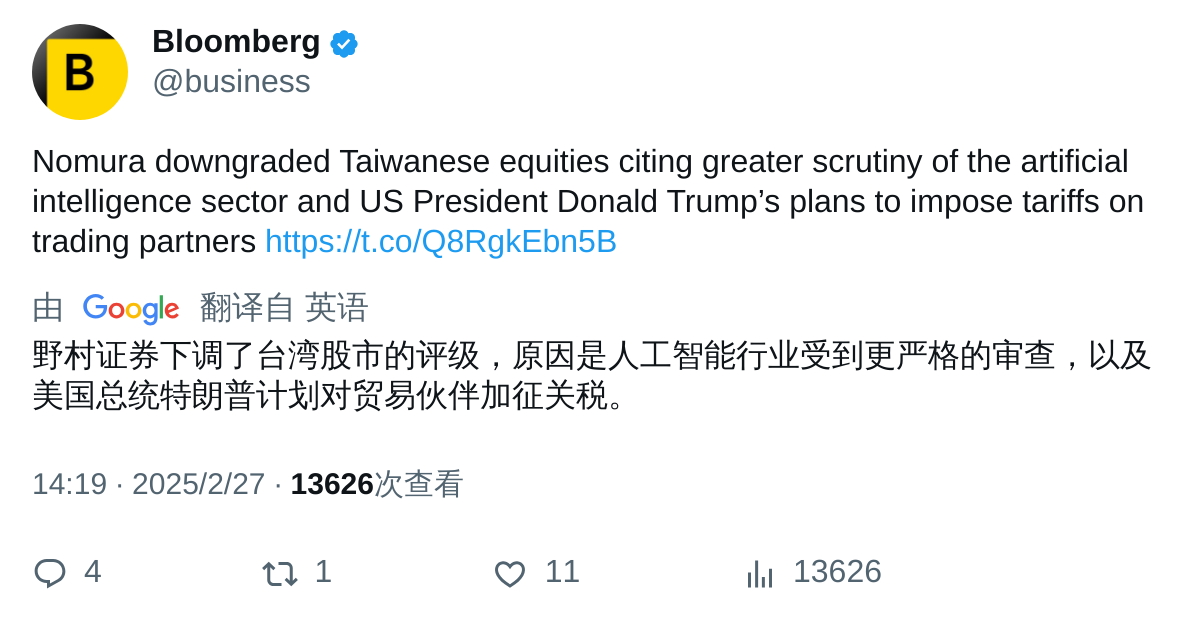 B
Bloomberg
@business
Nomura downgraded Taiwanese equities citing greater scrutiny of the artificial
intelligence sector and US President Donald Trump’s plans to impose tariffs on
trading partners https://t.co/Q8RgkEbn5B
由 Google 翻译自 英语
野村证券下调了台湾股市的评级，原因是人工智能行业受到更严格的审查，以及
美国总统特朗普计划对贸易伙伴加征关税。
14:19 · 2025/2/27 · 13626次查看
4 1 11 13626